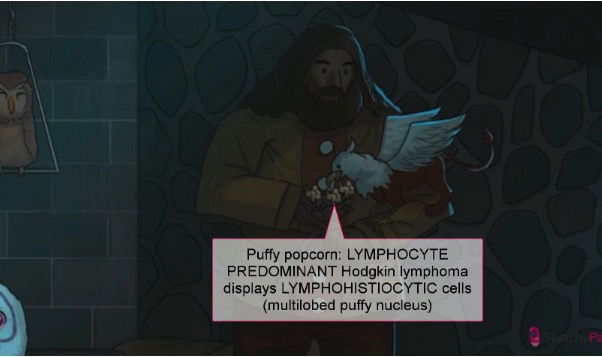 Puffy popcorn: LYMPHOCYTE
PREDOMINANT Hodgkin lymphoma
displays LYMPHOHISTIOCYTIC cells
(multilobed puffy nucleus)